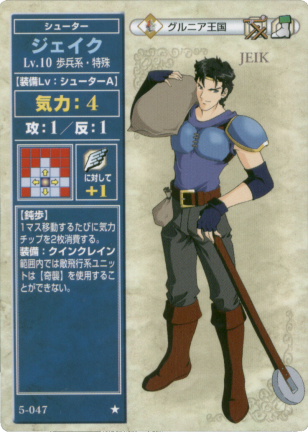 シューター
ジェイク
Lv.10 歩兵系・特殊
【装備Lv：シューターA】
気力：4
攻：1／反：1
に対して
+1
【鈍歩】
1マス移動するたびに気力
チップを2枚消費する。
装備：クインクレイン
範囲内では敵飛行系ユニッ
トは【奇襲】を使用するこ
とができない。
5-047
★
グルニア王国
JEIK